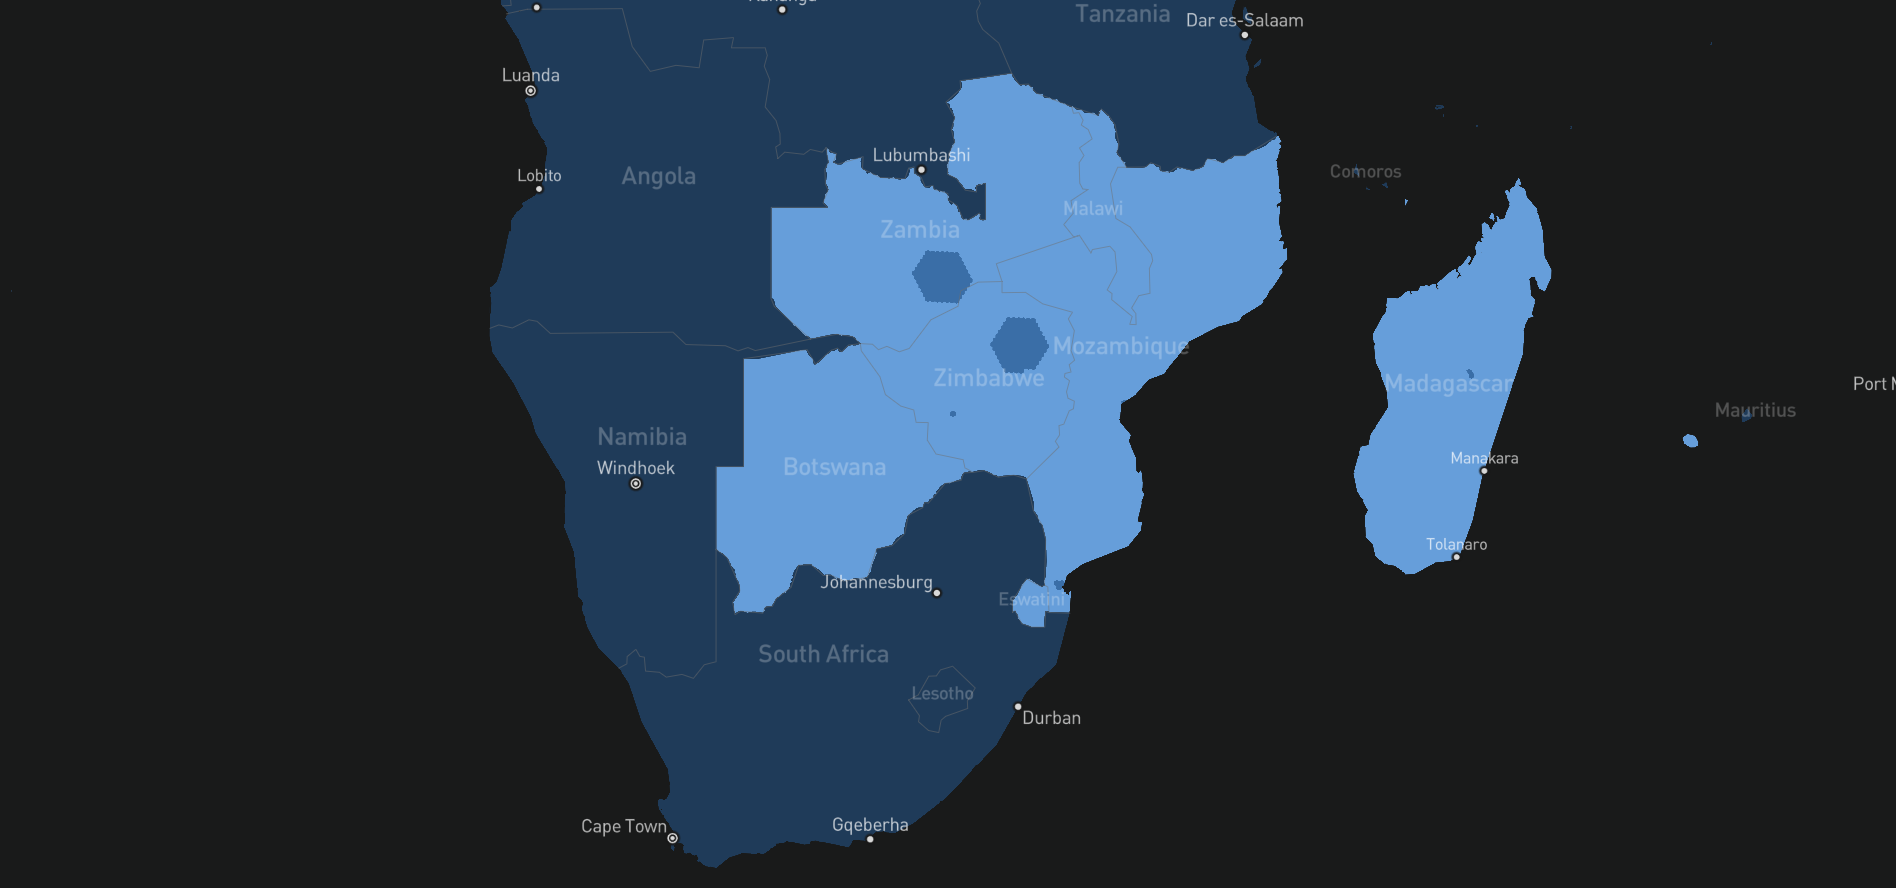 Tanzania
Dar es-Salaam
Luanda
Lubumbashi
Angola
Lobito
Comoros
Malawi
Zambia
Mozambique
Zimbabwe
Madagascar
Port
Mauritius
Namibia
Windhoek
Botswana
Manakara
Tolanaro
Johannesburg
Eswatini
South Africa
Lesotho
Durban
Cape Town
Gqeberha